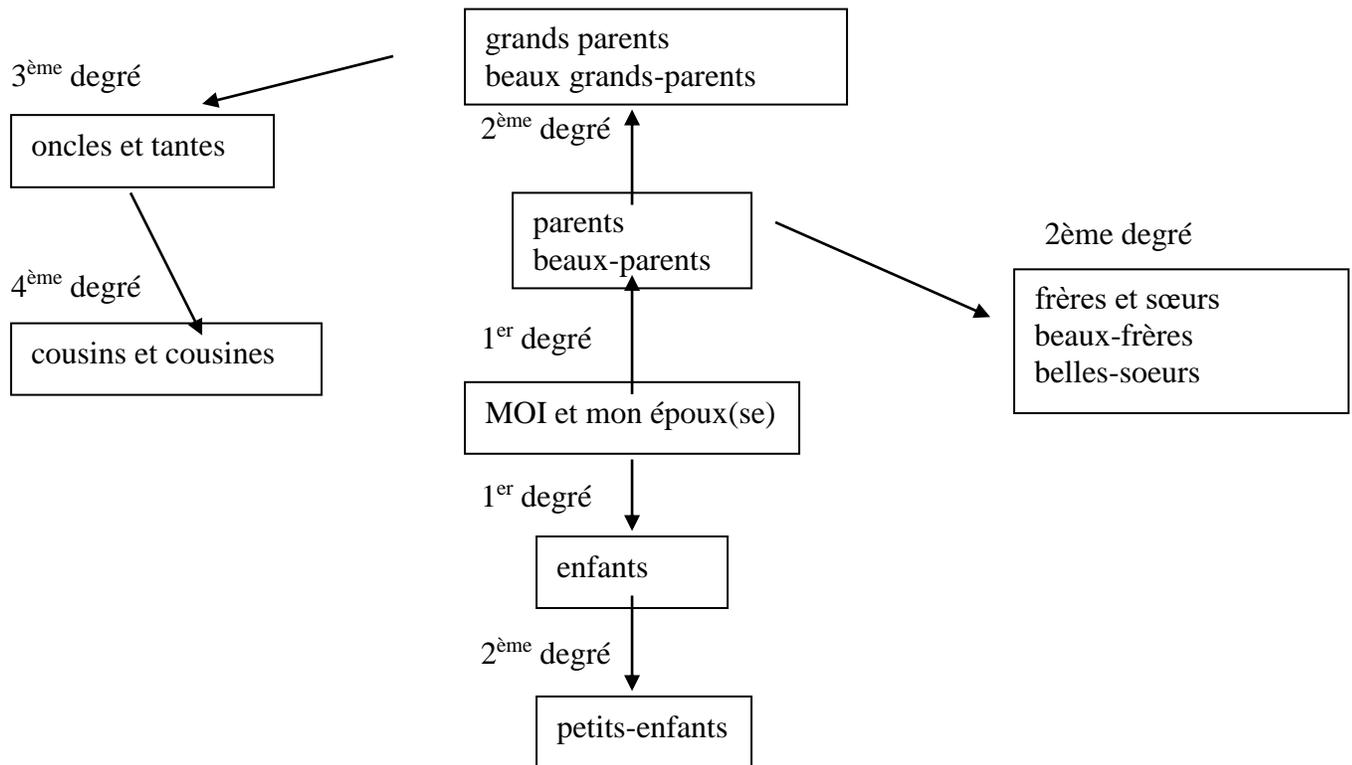 grands parents
beaux grands-parents
3ème degré
oncles et tantes
2ème degré
parents
beaux-parents
2ème degré
frères et sœurs
beaux-frères
belles-soeurs
4ème degré
cousins et cousines
1er degré
MOI et mon époux(se)
1er degré
enfants
2ème degré
petits-enfants